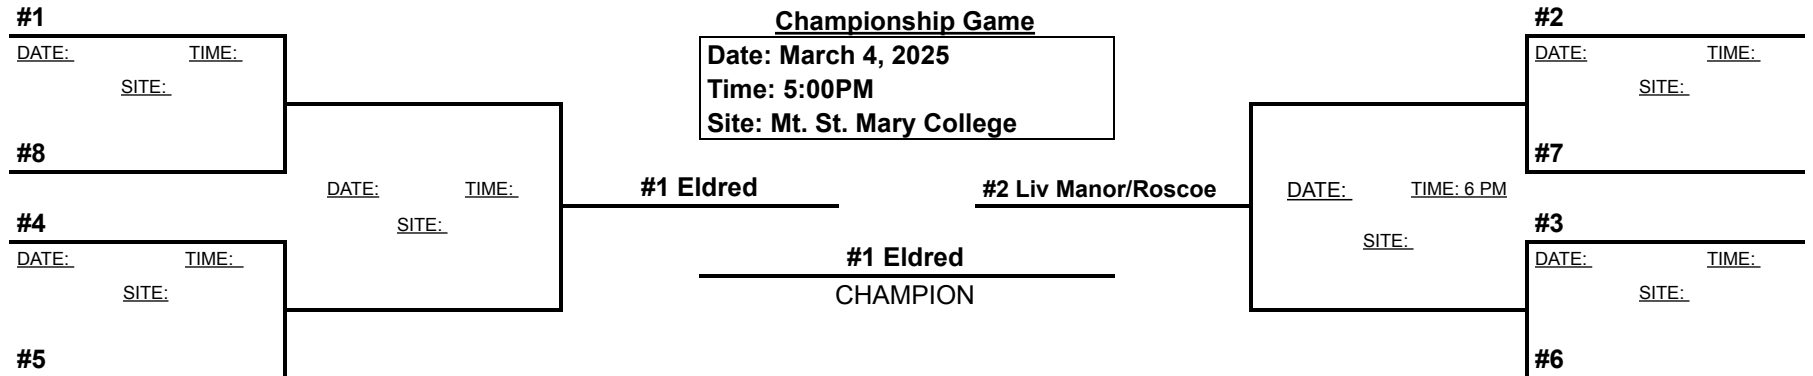 #1
DATE: TIME:
SITE:
#8
#4
DATE: TIME:
SITE:
#5
DATE: TIME:
SITE:
#1 Eldred
Championship Game
Date: March 4, 2025
Time: 5:00PM
Site: Mt. St. Mary College
#1 Eldred
CHAMPION
#2 Liv Manor/Roscoe
DATE: TIME: 6 PM
SITE:
#2
DATE: TIME:
SITE:
#7
#3
DATE: TIME:
SITE:
#6